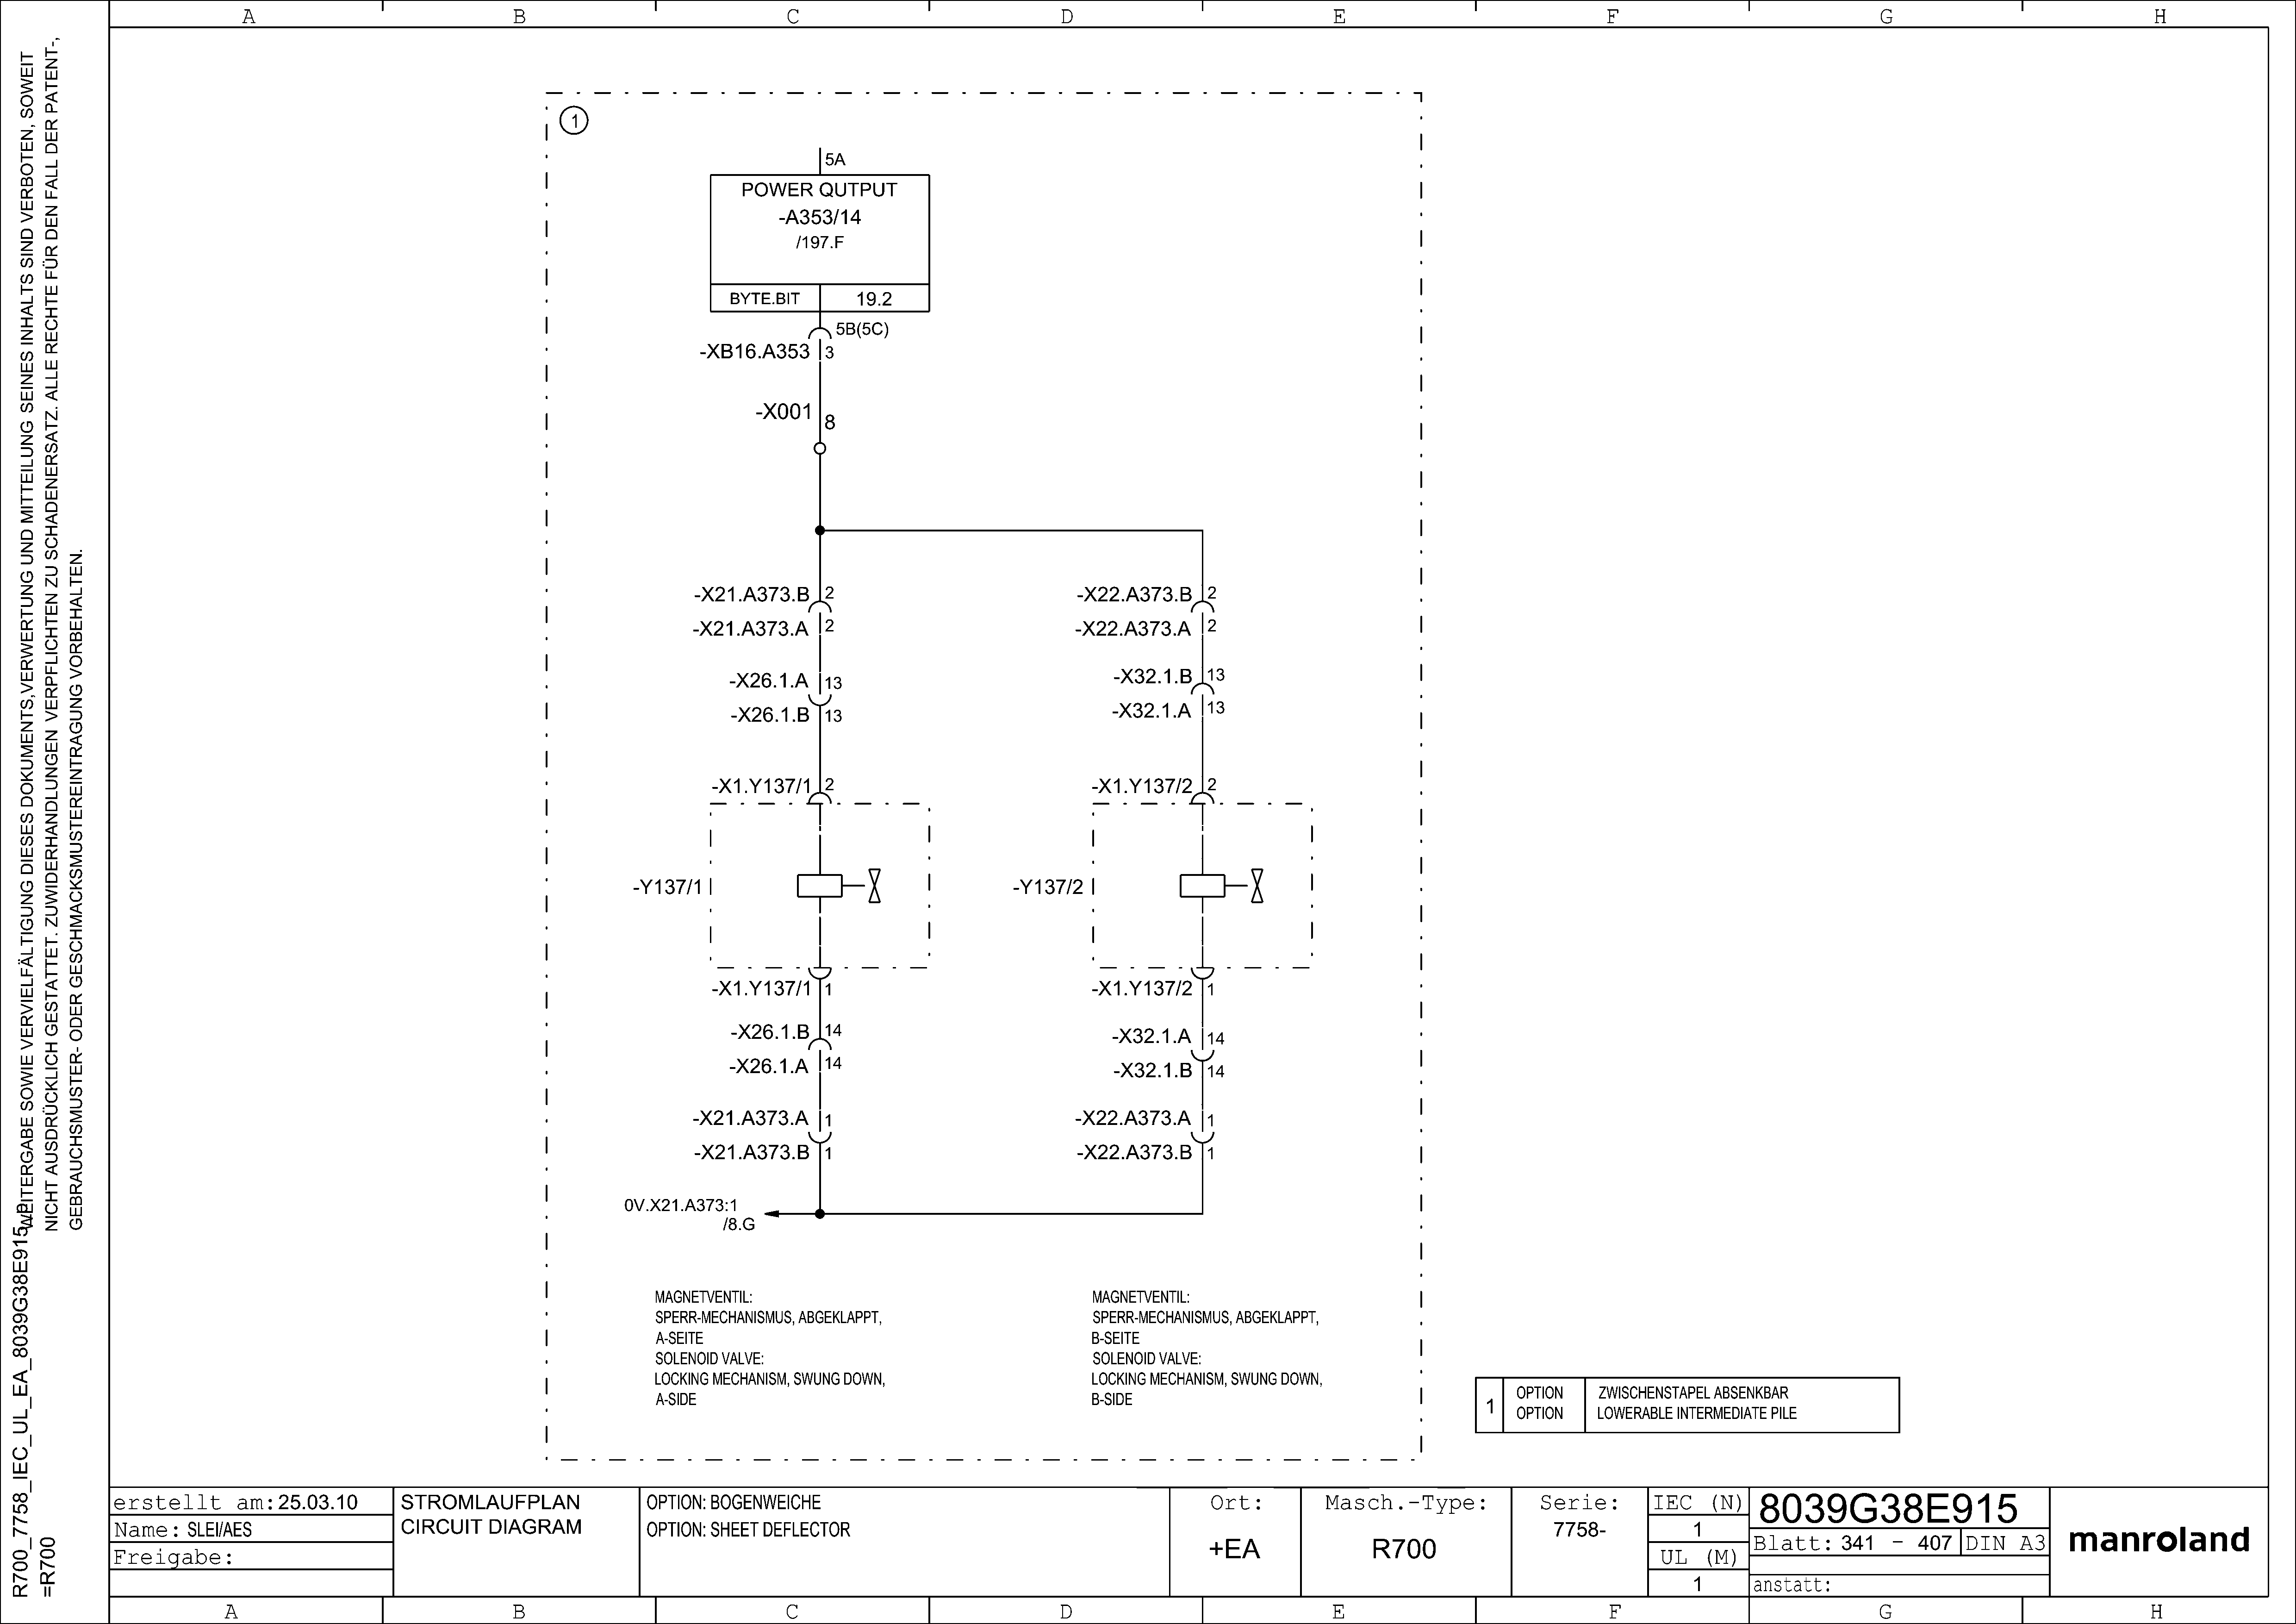 A B C D E F G H
WEITERGABE SOWIE VERVIELFÄLTIGUNG DIESES DOKUMENTS,VERWERTUNG UND MITTEILUNG SEINES INHALTS SIND VERBOTEN, SOWEIT
NICHT AUSDRÜCKLICH GESTATTET. ZUWIDERHANDLUNGEN VERPFLICHTEN ZU SCHADENERSATZ. ALLE RECHTE FÜR DEN FALL DER PATENT-,
GEBRAUCHSMUSTER- ODER GESCHMACKSMUSTEREINTRAGUNG VORBEHALTEN.
R700_7758_IEC_UL_EA_8039G38E915_D
=R700
1
5A
POWER QUTPUT
-A353/14
/197.F
BYTE.BIT 19.2
5B(5C)
-XB16.A353 3
-X001 8
-X21.A373.B 2
-X21.A373.A 2
-X26.1.A 13
-X26.1.B 13
-X1.Y137/1 2
-Y137/1
-X1.Y137/1 1
-X26.1.B 14
-X26.1.A 14
-X21.A373.A 1
-X21.A373.B 1
0V.X21.A373:1
/8.G
-X22.A373.B 2
-X22.A373.A 2
-X32.1.B 13
-X32.1.A 13
-X1.Y137/2 2
-Y137/2
-X1.Y137/2 1
-X32.1.A 14
-X32.1.B 14
-X22.A373.A 1
-X22.A373.B 1
MAGNETVENTIL:
SPERR-MECHANISMUS, ABGEKLAPPT,
A-SEITE
SOLENOID VALVE:
LOCKING MECHANISM, SWUNG DOWN,
A-SIDE
MAGNETVENTIL:
SPERR-MECHANISMUS, ABGEKLAPPT,
B-SEITE
SOLENOID VALVE:
LOCKING MECHANISM, SWUNG DOWN,
B-SIDE
1
OPTION ZWISCHENSTAPEL ABSENKBAR
OPTION LOWERABLE INTERMEDIATE PILE
erstellt am: 25.03.10
Name: SLEI/AES
Freigabe:
STROMLAUFPLAN
CIRCUIT DIAGRAM
OPTION: BOGENWEICHE
OPTION: SHEET DEFLECTOR
Ort:
+EA
Masch.-Type:
R700
Serie:
7758-
IEC (N)
1
UL (M)
1
8039G38E915
Blatt: 341 - 407 DIN A3
anstatt:
manroland
A B C D E F G H